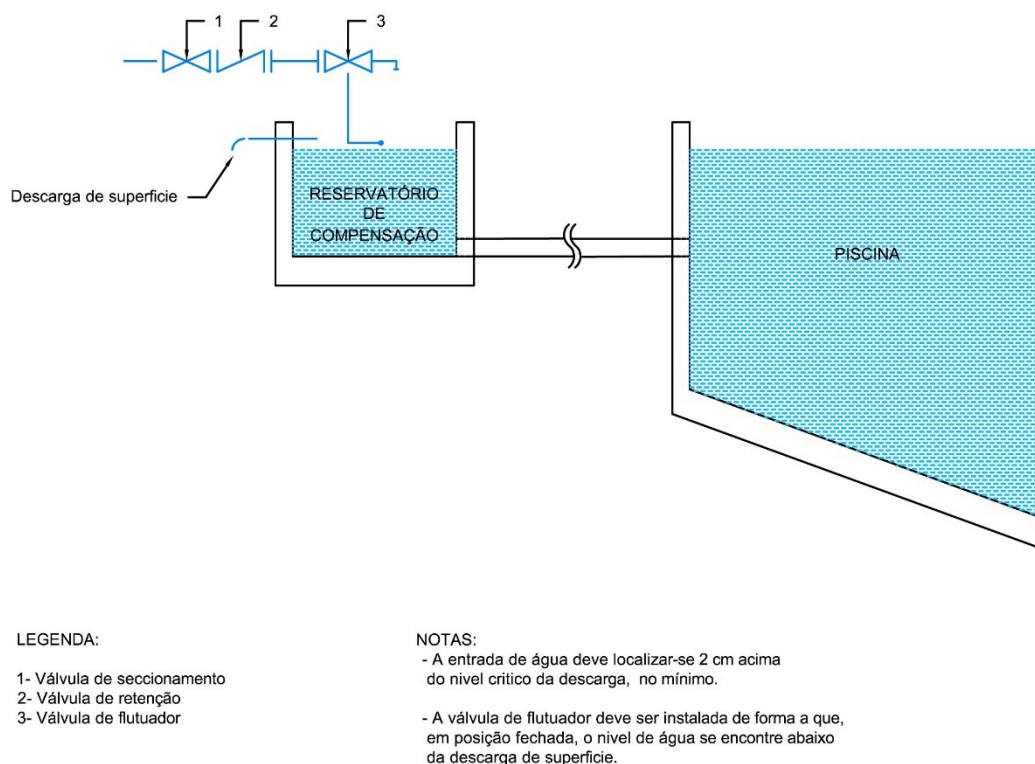 1
2
3
Descarga de superficie
RESERVATÓRIO
DE
COMPENSAÇÃO
PISCINA
LEGENDA:
1- Válvula de seccionamento
2- Válvula de retenção
3- Válvula de flutuador
NOTAS:
- A entrada de água deve localizar-se 2 cm acima
do nivel critico da descarga, no mínimo.
- A válvula de flutuador deve ser instalada de forma a que,
em posição fechada, o nivel de água se encontre abaixo
da descarga de superficie.